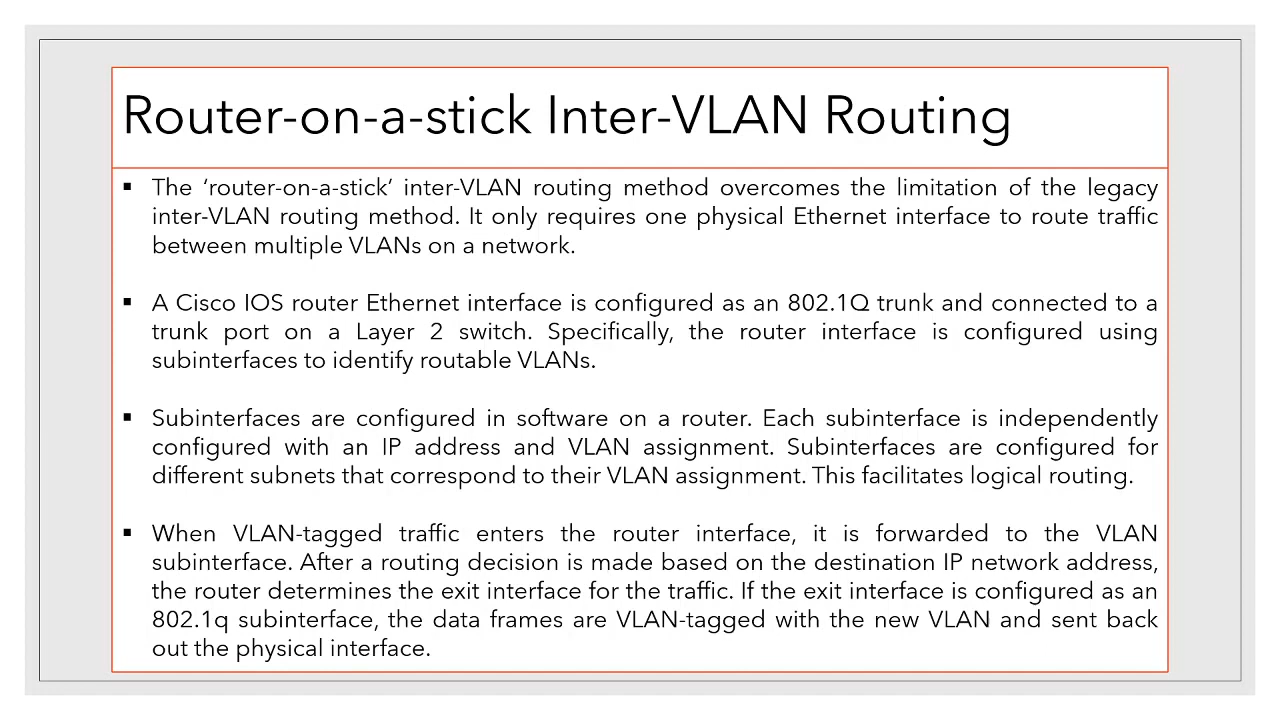 Router-on-a-stick Inter-VLAN Routing
▪ The ‘router-on-a-stick’ inter-VLAN routing method overcomes the limitation of the legacy
inter-VLAN routing method. It only requires one physical Ethernet interface to route traffic
between multiple VLANs on a network.
▪ A Cisco IOS router Ethernet interface is configured as an 802.1Q trunk and connected to a
trunk port on a Layer 2 switch. Specifically, the router interface is configured using
subinterfaces to identify routable VLANs.
▪ Subinterfaces are configured in software on a router. Each subinterface is independently
configured with an IP address and VLAN assignment. Subinterfaces are configured for
different subnets that correspond to their VLAN assignment. This facilitates logical routing.
▪ When VLAN-tagged traffic enters the router interface, it is forwarded to the VLAN
subinterface. After a routing decision is made based on the destination IP network address,
the router determines the exit interface for the traffic. If the exit interface is configured as an
802.1q subinterface, the data frames are VLAN-tagged with the new VLAN and sent back
out the physical interface.